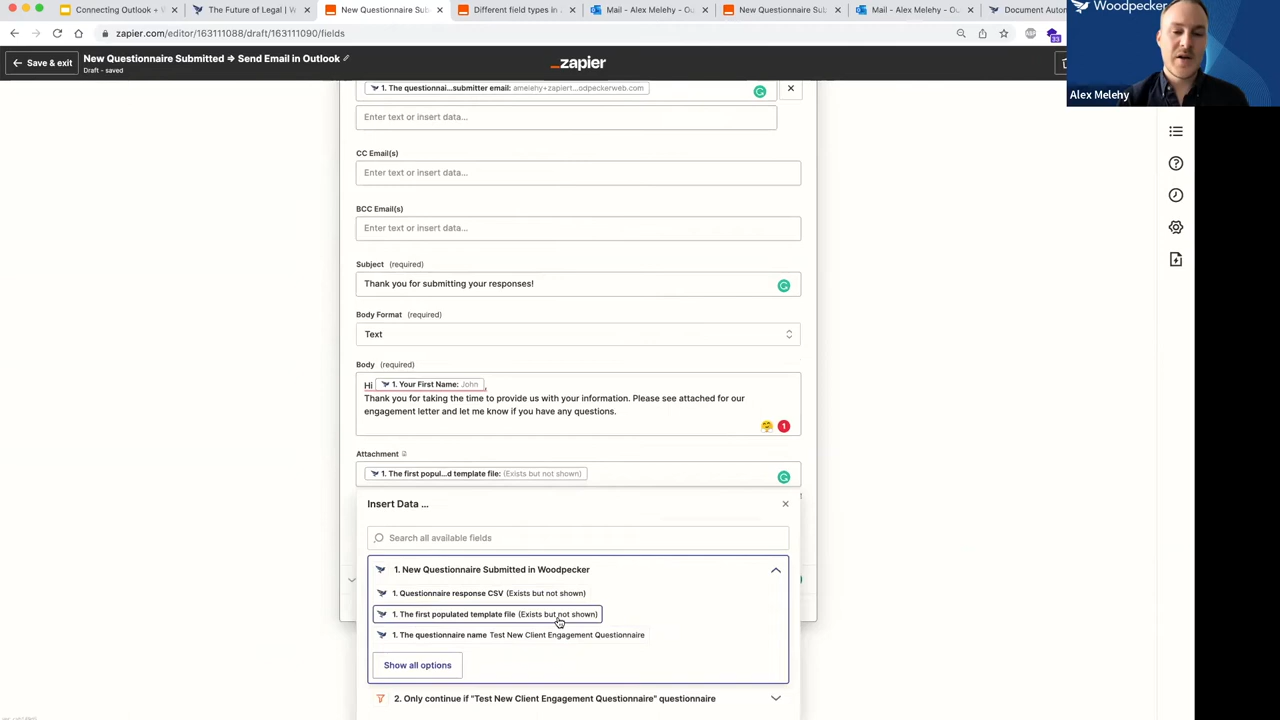 Connecting Outlook + W
The Future of Legal | W
New Questionnaire Sub
Different field types in
Mail - Alex Melehy - Ou
New Questionnaire Sub
Mail - Alex Melehy - Ou
Document Autom
Woodpecker
zapier.com/editor/draft/163111088/163111090/fields
Save & exit
New Questionnaire Submitted ⇒ Send Email in Outlook
Draft - saved
_zapier
Alex Melehy
1. The questionnai...submitter email: amelehy+zapiert...odpeckerweb.com
Enter text or insert data...
CC Email(s)
Enter text or insert data...
BCC Email(s)
Enter text or insert data...
Subject (required)
Thank you for submitting your responses!
Body Format (required)
Text
Body (required)
Hi 1. Your First Name: John ,
Thank you for taking the time to provide us with your information. Please see attached for our
engagement letter and let me know if you have any questions.
1
Attachment
1. The first popul...d template file: (Exists but not shown)
Insert Data ...
Search all available fields
1. New Questionnaire Submitted in Woodpecker
1. Questionnaire response CSV (Exists but not shown)
1. The first populated template file (Exists but not shown)
1. The questionnaire name Test New Client Engagement Questionnaire
Show all options
2. Only continue if "Test New Client Engagement Questionnaire" questionnaire